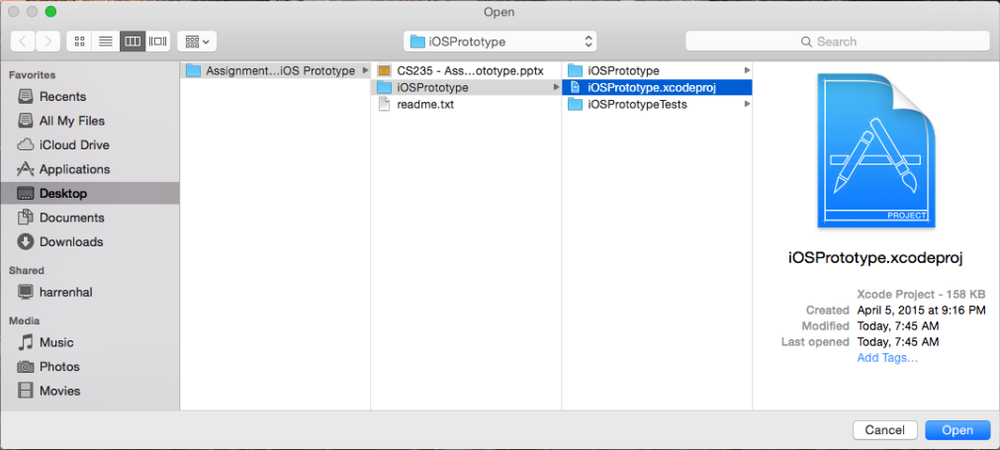 Open
iOSPrototype
Search
Favorites
Recents
All My Files
iCloud Drive
Applications
Desktop
Documents
Downloads
Shared
harrenhal
Media
Music
Photos
Movies
Assignment...iOS Prototype
CS235 - Ass...ototype.pptx
iOSPrototype
readme.txt
iOSPrototype
iOSPrototype.xcodeproj
iOSPrototypeTests
PROJECT
iOSPrototype.xcodeproj
Xcode Project - 158 KB
Created April 5, 2015 at 9:16 PM
Modified Today, 7:45 AM
Last opened Today, 7:45 AM
Add Tags...
Cancel Open